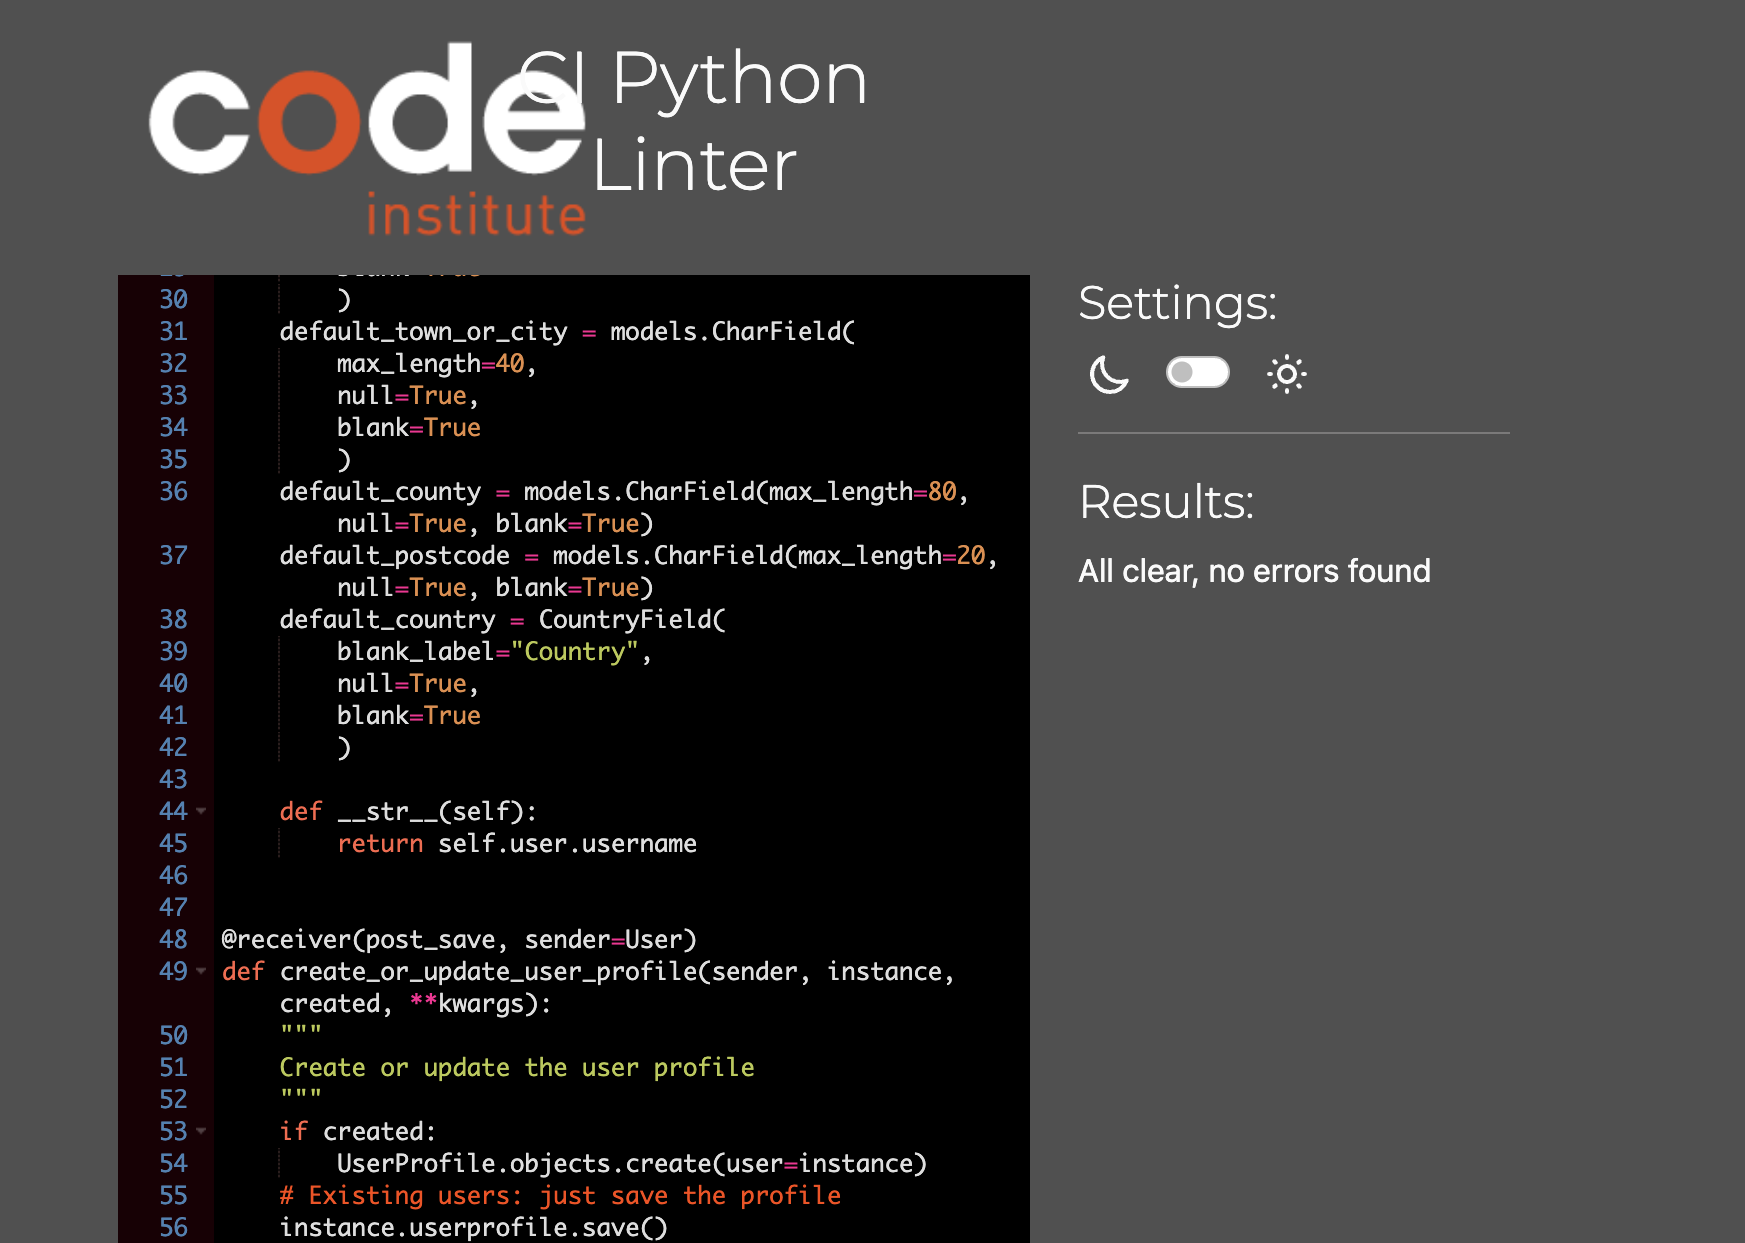 code
institute
CI Python
Linter
30 )
31 default_town_or_city = models.CharField(
32 max_length=40,
33 null=True,
34 blank=True
35 )
36 default_county = models.CharField(max_length=80,
null=True, blank=True)
37 default_postcode = models.CharField(max_length=20,
null=True, blank=True)
38 default_country = CountryField(
39 blank_label="Country",
40 null=True,
41 blank=True
42 )
43
44 def __str__(self):
45 return self.user.username
46
47
48 @receiver(post_save, sender=User)
49 def create_or_update_user_profile(sender, instance,
created, **kwargs):
50 """
51 Create or update the user profile
52 """
53 if created:
54 UserProfile.objects.create(user=instance)
55 # Existing users: just save the profile
56 instance.userprofile.save()
Settings:
Results:
All clear, no errors found